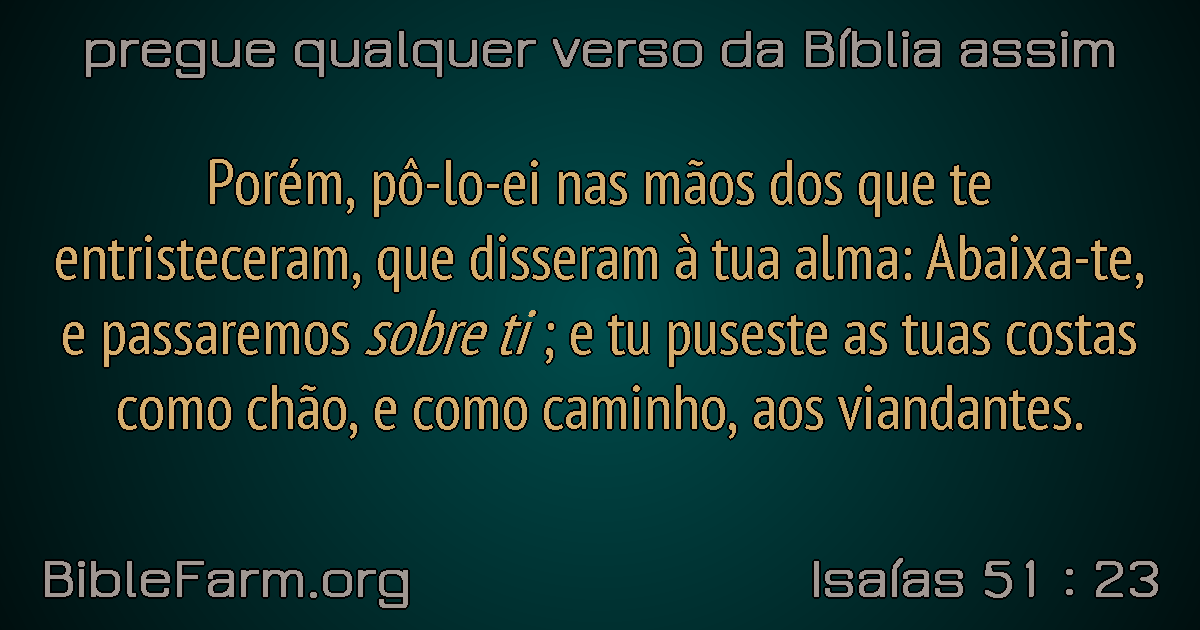 pregue qualquer verso da Bíblia assim
Porém, pô-lo-ei nas mãos dos que te
entristeceram, que disseram à tua alma: Abaixa-te,
e passaremos sobre ti ; e tu puseste as tuas costas
como chão, e como caminho, aos viandantes.
BibleFarm.org
Isaías 51 : 23